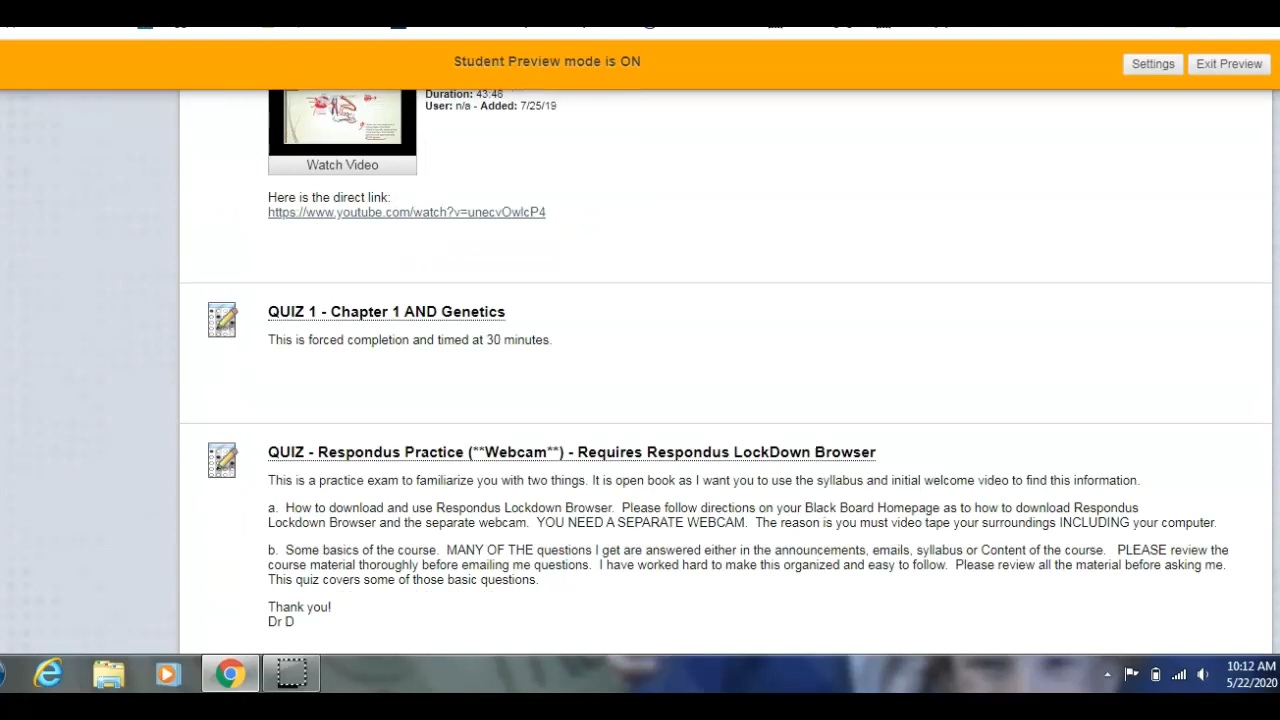 Student Preview mode is ON
Settings
Exit Preview
Duration: 43:46
User: n/a - Added: 7/25/19
Watch Video
Here is the direct link:
https://www.youtube.com/watch?v=unecvOwlcP4
QUIZ 1 - Chapter 1 AND Genetics
This is forced completion and timed at 30 minutes.
QUIZ - Respondus Practice (**Webcam**) - Requires Respondus LockDown Browser
This is a practice exam to familiarize you with two things. It is open book as I want you to use the syllabus and initial welcome video to find this information.
a. How to download and use Respondus Lockdown Browser. Please follow directions on your Black Board Homepage as to how to download Respondus
Lockdown Browser and the separate webcam. YOU NEED A SEPARATE WEBCAM. The reason is you must video tape your surroundings INCLUDING your computer.
b. Some basics of the course. MANY OF THE questions I get are answered either in the announcements, emails, syllabus or Content of the course. PLEASE review the
course material thoroughly before emailing me questions. I have worked hard to make this organized and easy to follow. Please review all the material before asking me.
This quiz covers some of those basic questions.
Thank you!
Dr D
10:12 AM
5/22/2020